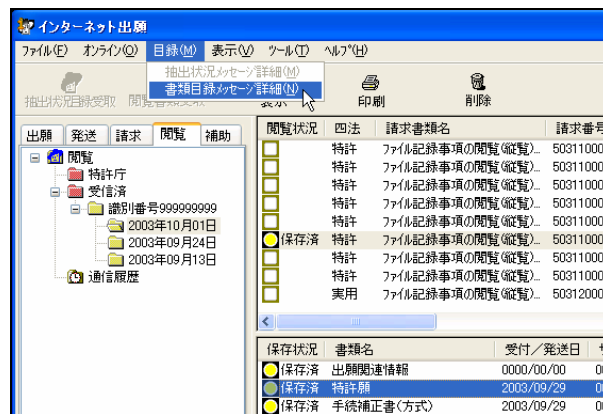 インターネット出願
ファイル(F) オンライン(O) 目録(M) 表示(V) ツール(T) ヘルプ(H)
抽出状況メッセージ詳細(M)
書類目録メッセージ詳細(N)
抽出状況目録受取 表示 印刷 削除
出願 発送 請求 閲覧 補助
閲覧
特許庁
受信済
識別番号999999999
2003年10月01日
2003年09月24日
2003年09月13日
通信履歴
閲覧状況 四法 請求書類名 請求番号
特許 ファイル記録事項の閲覧(縦覧)... 50311000
特許 ファイル記録事項の閲覧(縦覧)... 50311000
特許 ファイル記録事項の閲覧(縦覧)... 50311000
特許 ファイル記録事項の閲覧(縦覧)... 50311000
特許 ファイル記録事項の閲覧(縦覧)... 50311000
保存済 特許 ファイル記録事項の閲覧(縦覧)... 50311000
特許 ファイル記録事項の閲覧(縦覧)... 50311000
特許 ファイル記録事項の閲覧(縦覧)... 50311000
実用 ファイル記録事項の閲覧(縦覧)... 50312000
保存状況 書類名 受付/発送日
保存済 出願関連情報 0000/00/00
保存済 特許願 2003/09/29
保存済 手続補正書(方式) 2003/09/29